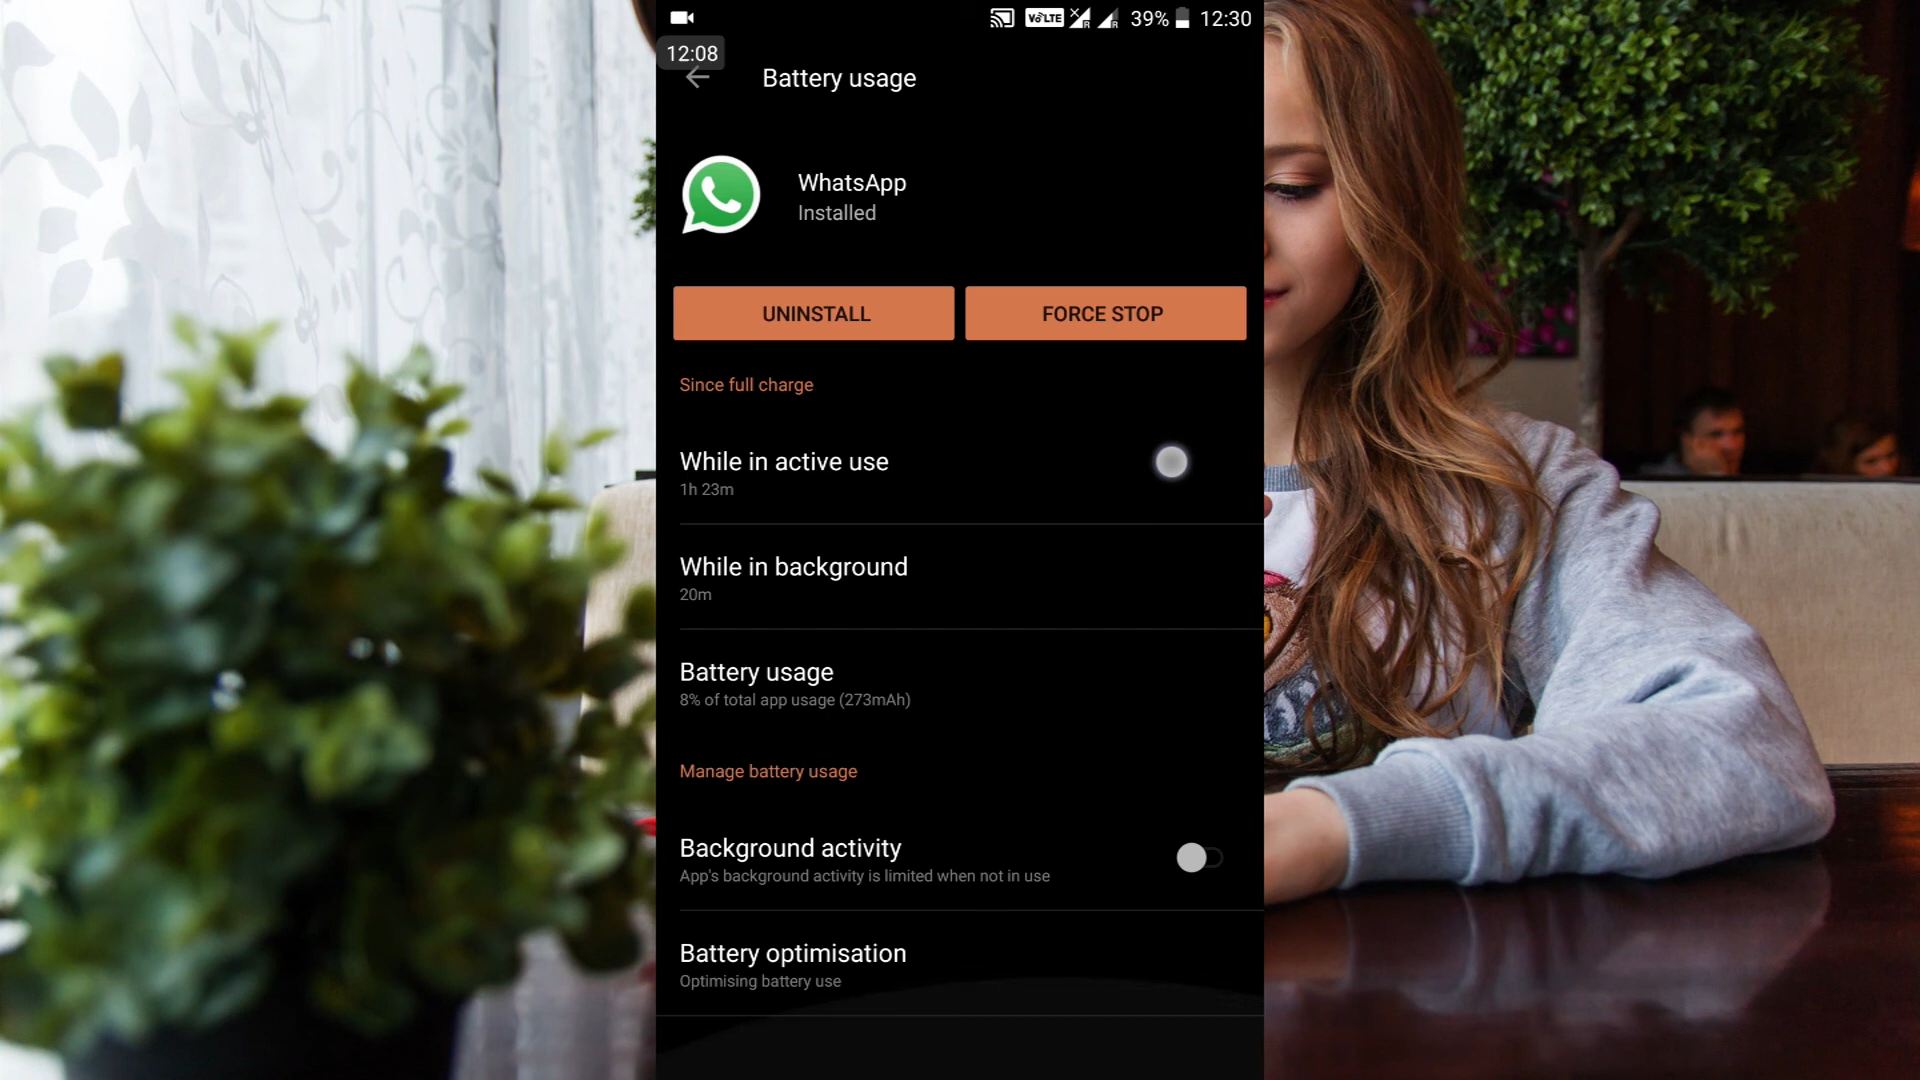 VoLTE R R 39% 12:30
12:08
Battery usage
WhatsApp
Installed
UNINSTALL
FORCE STOP
Since full charge
While in active use
1h 23m
While in background
20m
Battery usage
8% of total app usage (273mAh)
Manage battery usage
Background activity
App's background activity is limited when not in use
Battery optimisation
Optimising battery use